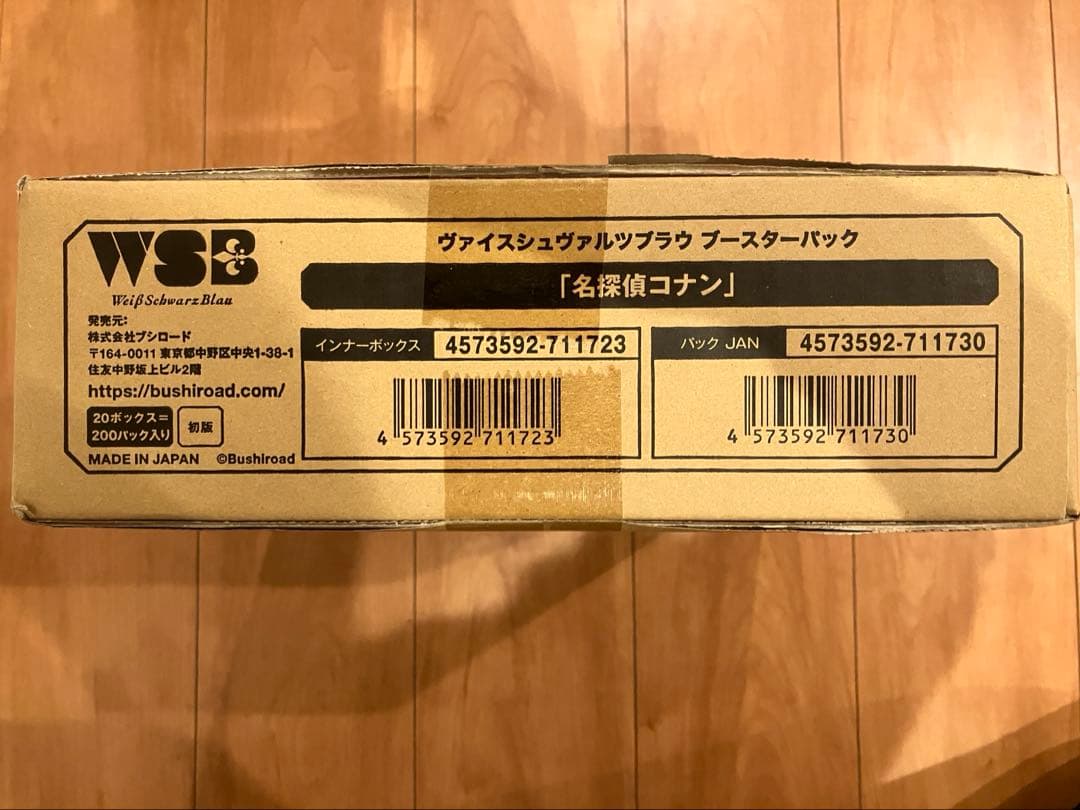 WSB
Weiß Schwarz Blau
発売元:
株式会社ブシロード
〒164-0011 東京都中野区中央1-38-1
住友中野坂上ビル2階
https://bushiroad.com/
20ボックス=
200パック入り
初版
MADE IN JAPAN ©Bushiroad
ヴァイスシュヴァルツブラウ ブースターパック
「名探偵コナン」
インナーボックス 4573592-711723
4 573592 711723
パック JAN 4573592-711730
4 573592 711730